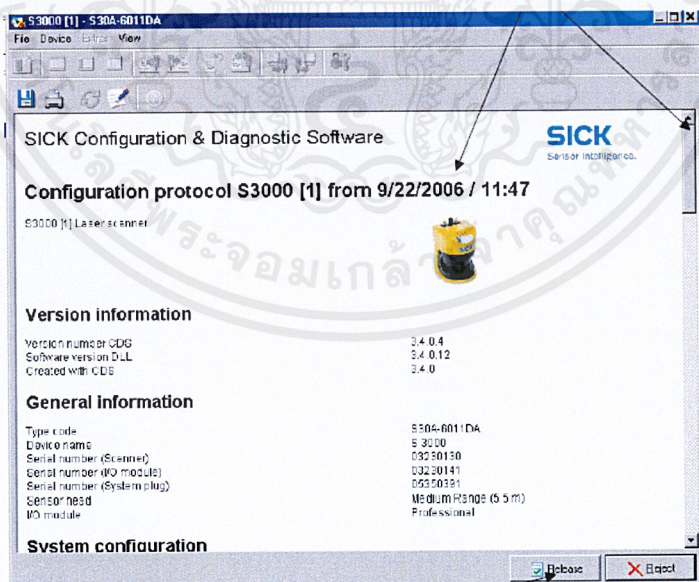 S3000 [1] - S30A-6011DA
File Device Extras View
SICK Configuration & Diagnostic Software
SICK
Sensor Intelligence.
Configuration protocol S3000 [1] from 9/22/2006 / 11:47
S3000 [1] Laser scanner
Version information
Version number CDS 3.4.0.4
Software version DLL 3.4.0.12
Created with CDS 3.4.0
General information
Type code S30A-6011DA
Device name S 3000
Serial number (Scanner) 03230130
Serial number (I/O module) 03230141
Serial number (System plug) 05350391
Sensor head Medium Range (5.5 m)
I/O module Professional
System configuration
Release
Reject